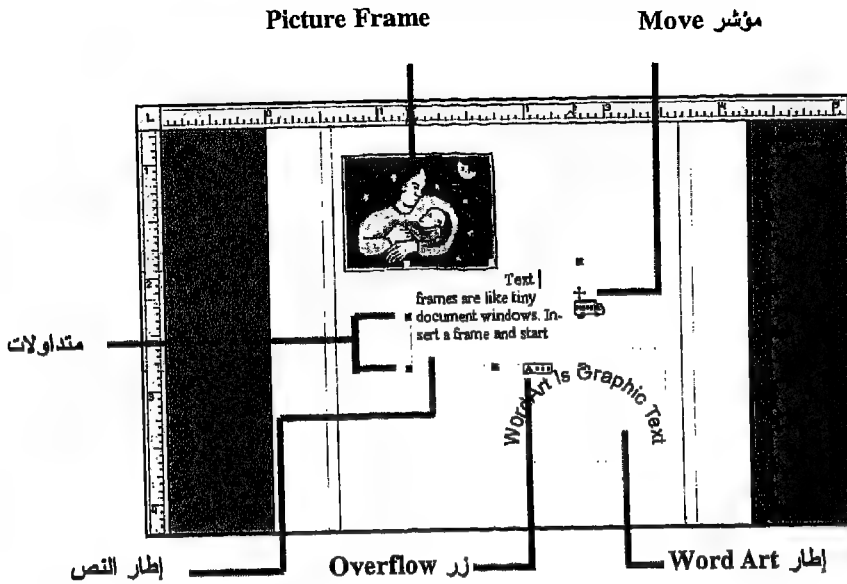 Picture Frame
مؤشر Move
Text
frames are like tiny
document windows. In-
sert a frame and start
متداولات
WordArt Is Graphic Text
إطار النص
زر Overflow
إطار Word Art